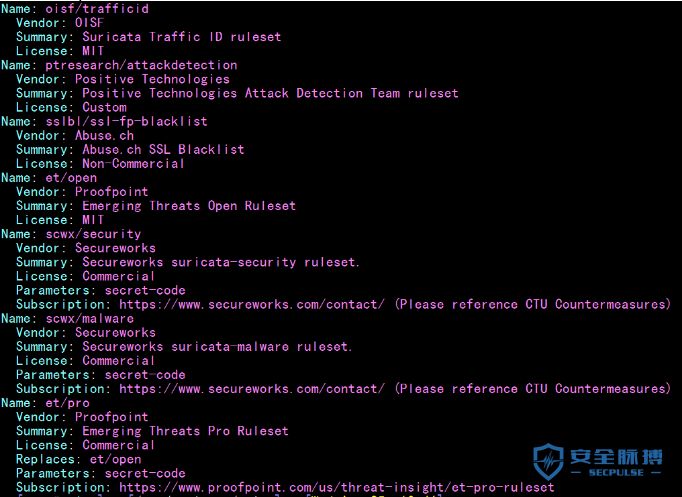 Name: oisf/trafficid
Vendor: OISF
Summary: Suricata Traffic ID ruleset
License: MIT
Name: ptresearch/attackdetection
Vendor: Positive Technologies
Summary: Positive Technologies Attack Detection Team ruleset
License: Custom
Name: sslbl/ssl-fp-blacklist
Vendor: Abuse.ch
Summary: Abuse.ch SSL Blacklist
License: Non-Commercial
Name: et/open
Vendor: Proofpoint
Summary: Emerging Threats Open Ruleset
License: MIT
Name: scwx/security
Vendor: Secureworks
Summary: Secureworks suricata-security ruleset.
License: Commercial
Parameters: secret-code
Subscription: https://www.secureworks.com/contact/ (Please reference CTU Countermeasures)
Name: scwx/malware
Vendor: Secureworks
Summary: Secureworks suricata-malware ruleset.
License: Commercial
Parameters: secret-code
Subscription: https://www.secureworks.com/contact/ (Please reference CTU Countermeasures)
Name: et/pro
Vendor: Proofpoint
Summary: Emerging Threats Pro Ruleset
License: Commercial
Replaces: et/open
Parameters: secret-code
Subscription: https://www.proofpoint.com/us/threat-insight/et-pro-ruleset
安全脉搏
SECPULSE